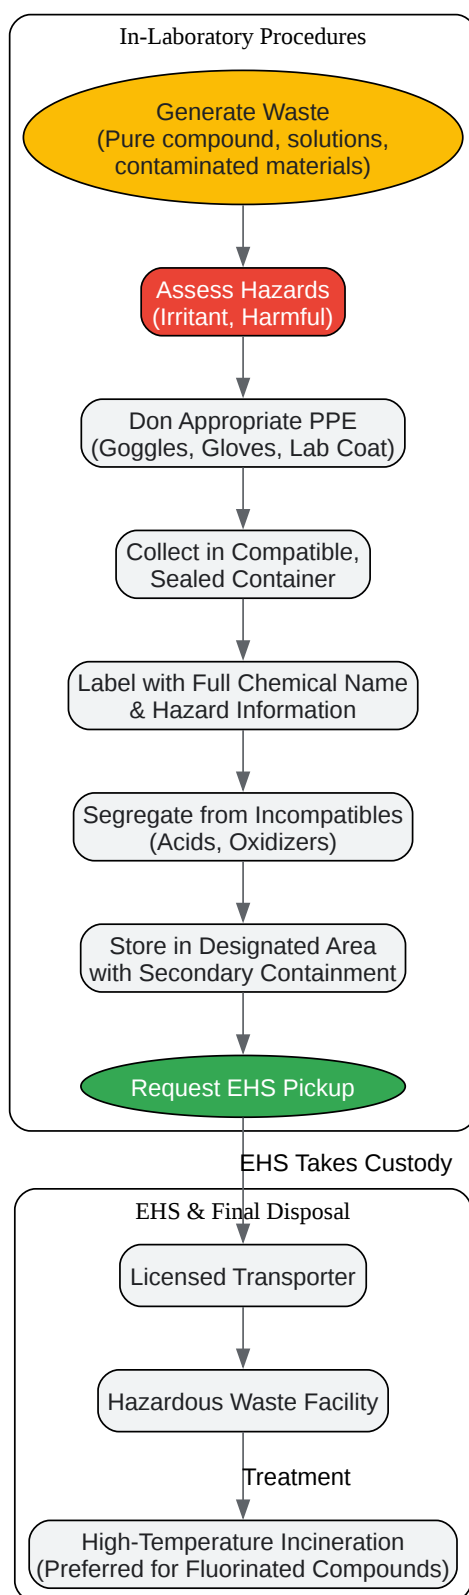 In-Laboratory Procedures
Generate Waste
(Pure compound, solutions,
contaminated materials)
Assess Hazards
(Irritant, Harmful)
Don Appropriate PPE
(Goggles, Gloves, Lab Coat)
Collect in Compatible,
Sealed Container
Label with Full Chemical Name
& Hazard Information
Segregate from Incompatibles
(Acids, Oxidizers)
Store in Designated Area
with Secondary Containment
Request EHS Pickup
EHS Takes Custody
EHS & Final Disposal
Licensed Transporter
Hazardous Waste Facility
Treatment
High-Temperature Incineration
(Preferred for Fluorinated Compounds)